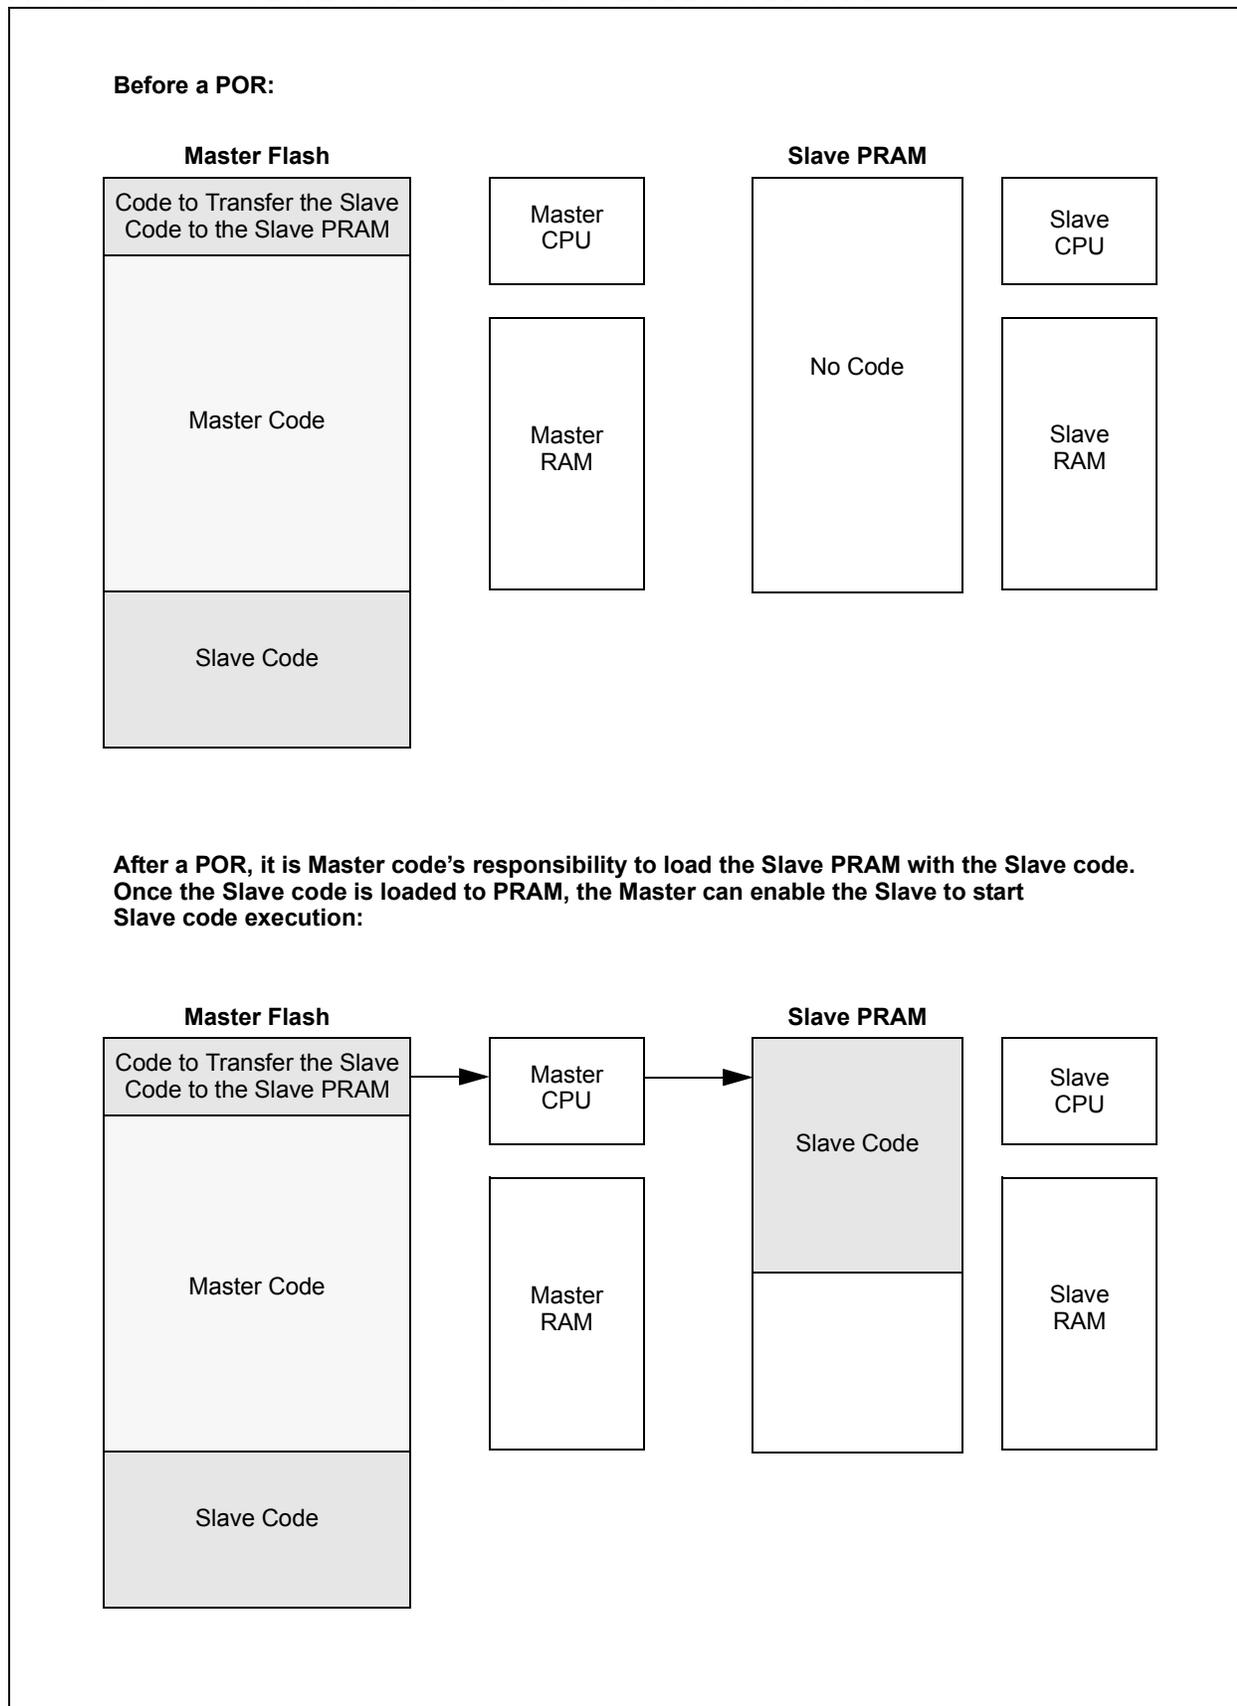 Before a POR:
Master Flash
Slave PRAM
Code to Transfer the Slave
Code to the Slave PRAM
Master
CPU
Slave
CPU
No Code
Master Code
Master
RAM
Slave
RAM
Slave Code
After a POR, it is Master code’s responsibility to load the Slave PRAM with the Slave code.
Once the Slave code is loaded to PRAM, the Master can enable the Slave to start
Slave code execution:
Master Flash
Slave PRAM
Code to Transfer the Slave
Code to the Slave PRAM
Master
CPU
Slave
CPU
Slave Code
Master Code
Master
RAM
Slave
RAM
Slave Code